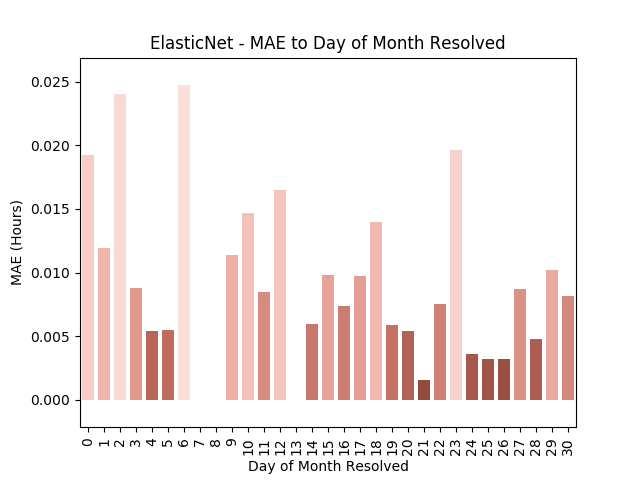 ElasticNet - MAE to Day of Month Resolved
0.025
0.020
0.015
0.010
0.005
0.000
MAE (Hours)
0 1 2 3 4 5 6 7 8 9 10 11 12 13 14 15 16 17 18 19 20 21 22 23 24 25 26 27 28 29 30
Day of Month Resolved